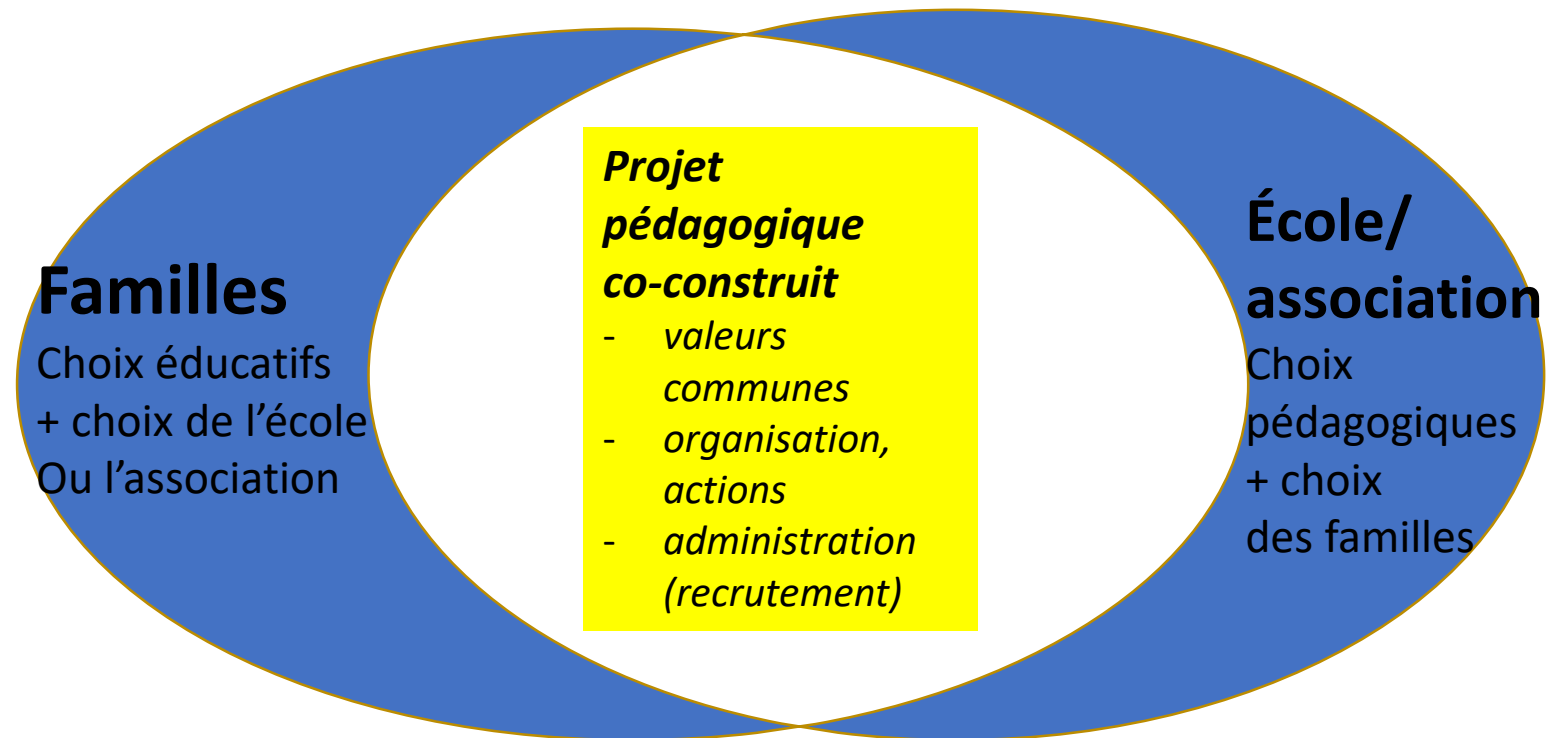 Familles
Choix éducatifs
+ choix de l’école
Ou l’association
Projet
pédagogique
co-construit
- valeurs
communes
- organisation,
actions
- administration
(recrutement)
École/
association
Choix
pédagogiques
+ choix
des familles